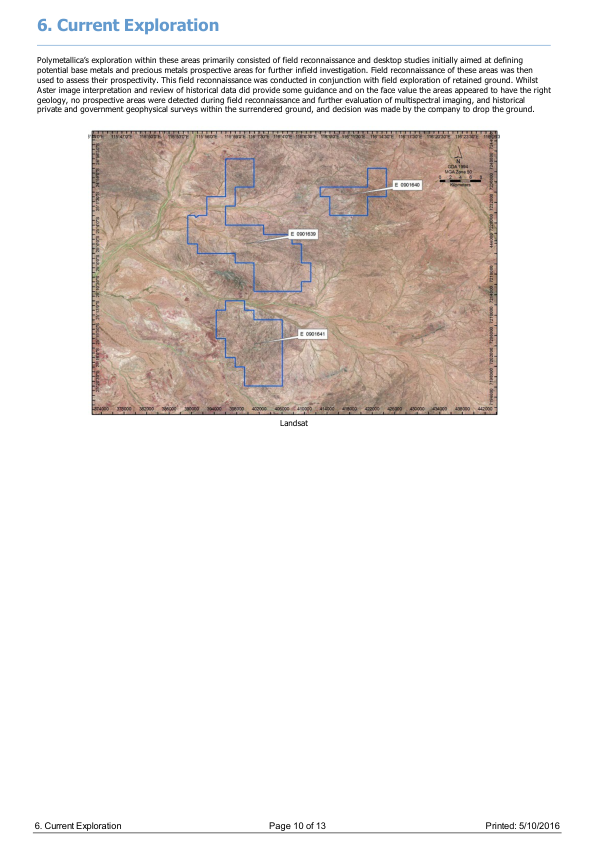 6. Current Exploration
Polymetallica's exploration within these areas primarily consisted of field reconnaissance and desktop studies initially aimed at defining
potential base metals and precious metals prospective areas for further infield investigation. Field reconnaissance of these areas was then
used to assess their prospectivity. This field reconnaissance was conducted in conjunction with field exploration of retained ground. Whilst
Aster image interpretation and review of historical data did provide some guidance and on the face value the areas appeared to have the right
geology, no prospective areas were detected during field reconnaissance and further evaluation of multispectral imaging, and historical
private and government geophysical surveys within the surrendered ground, and decision was made by the company to drop the ground.
N
GDA 1994
MGA Zone 50
Kilometers
E 0901640
E 0901639
E 0901641
Landsat
6. Current Exploration Page 10 of 13 Printed: 5/10/2016